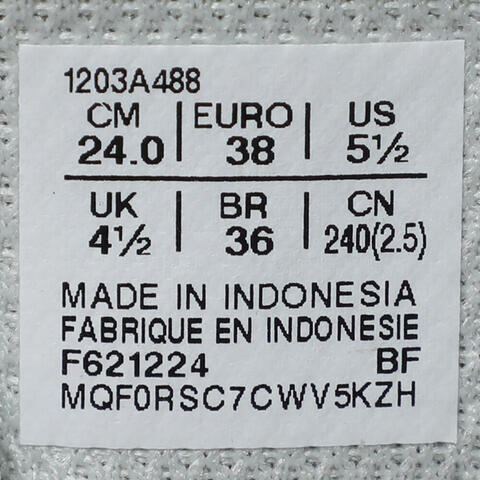 1203A488
CM | EURO | US
24.0 | 38 | 5½
UK | BR | CN
4½ | 36 | 240(2.5)
MADE IN INDONESIA
FABRIQUE EN INDONESIE
F621224 BF
MQF0RSC7CWV5KZH